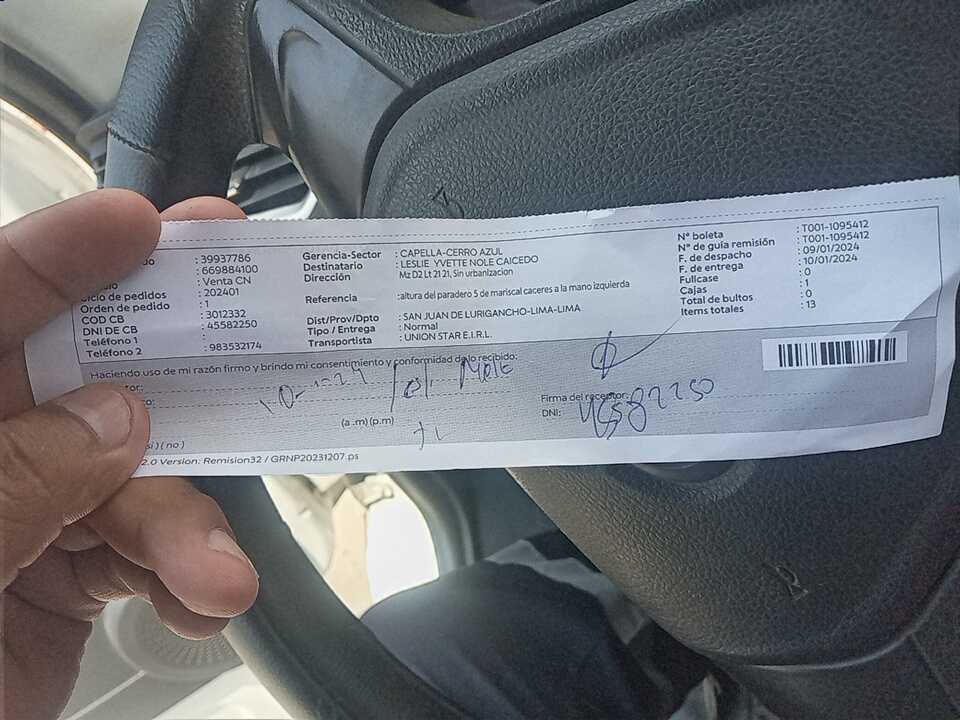 : 39937786
: 669884100
: Venta CN
Ciclo de pedidos : 202401
Orden de pedido : 1
COD CB : 3012332
DNI DE CB : 45582250
Teléfono 1 :
Teléfono 2 : 983532174
Gerencia-Sector : CAPELLA-CERRO AZUL
Destinatario : LESLIE YVETTE NOLE CAICEDO
Dirección Mz D2 Lt 21 21, Sin urbanizacion
Referencia :altura del paradero 5 de mariscal caceres a la mano izquierda
Dist/Prov/Dpto : SAN JUAN DE LURIGANCHO-LIMA-LIMA
Tipo / Entrega : Normal
Transportista : UNION STAR E.I.R.L.
N° boleta : T001-1095412
N° de guía remisión : T001-1095412
F. de despacho : 09/01/2024
F. de entrega : 10/01/2024
Fullcase : 0
Cajas : 1
Total de bultos : 0
Items totales : 13
Haciendo uso de mi razón firmo y brindo mi consentimiento y conformidad de lo recibido:
Nole
(a .m) (p.m)
Firma del receptor:
DNI: 45582250
si ) ( no )
2.0 Version: Remision32 / GRNP20231207.ps